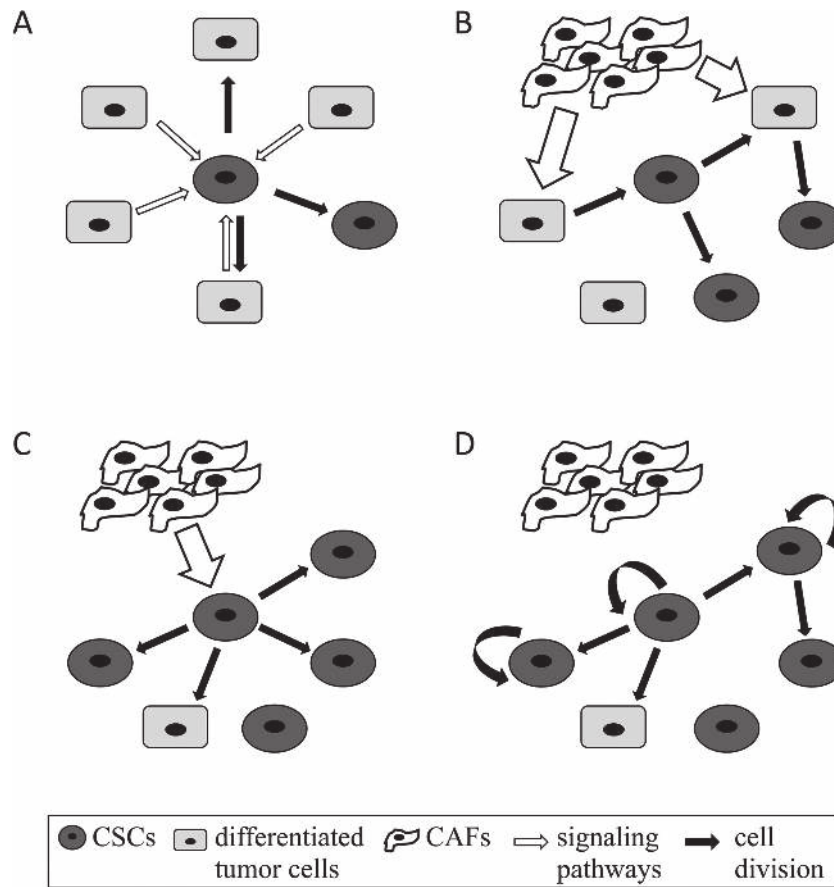 A
B
C
D
CSCs differentiated tumor cells CAFs signaling pathways cell division